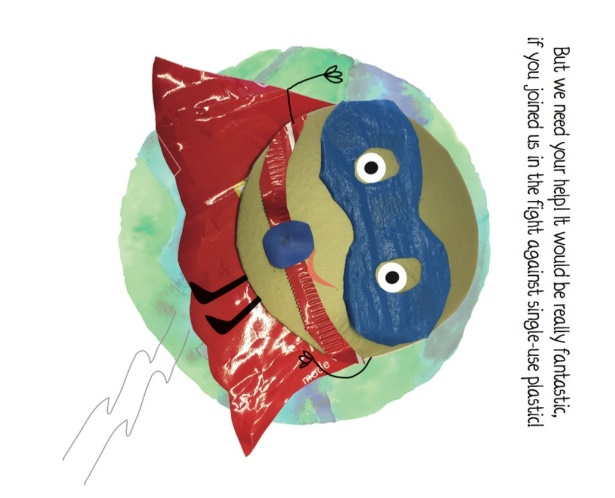 But we need your help! It would be really fantastic,
if you joined us in the fight against single-use plastic!